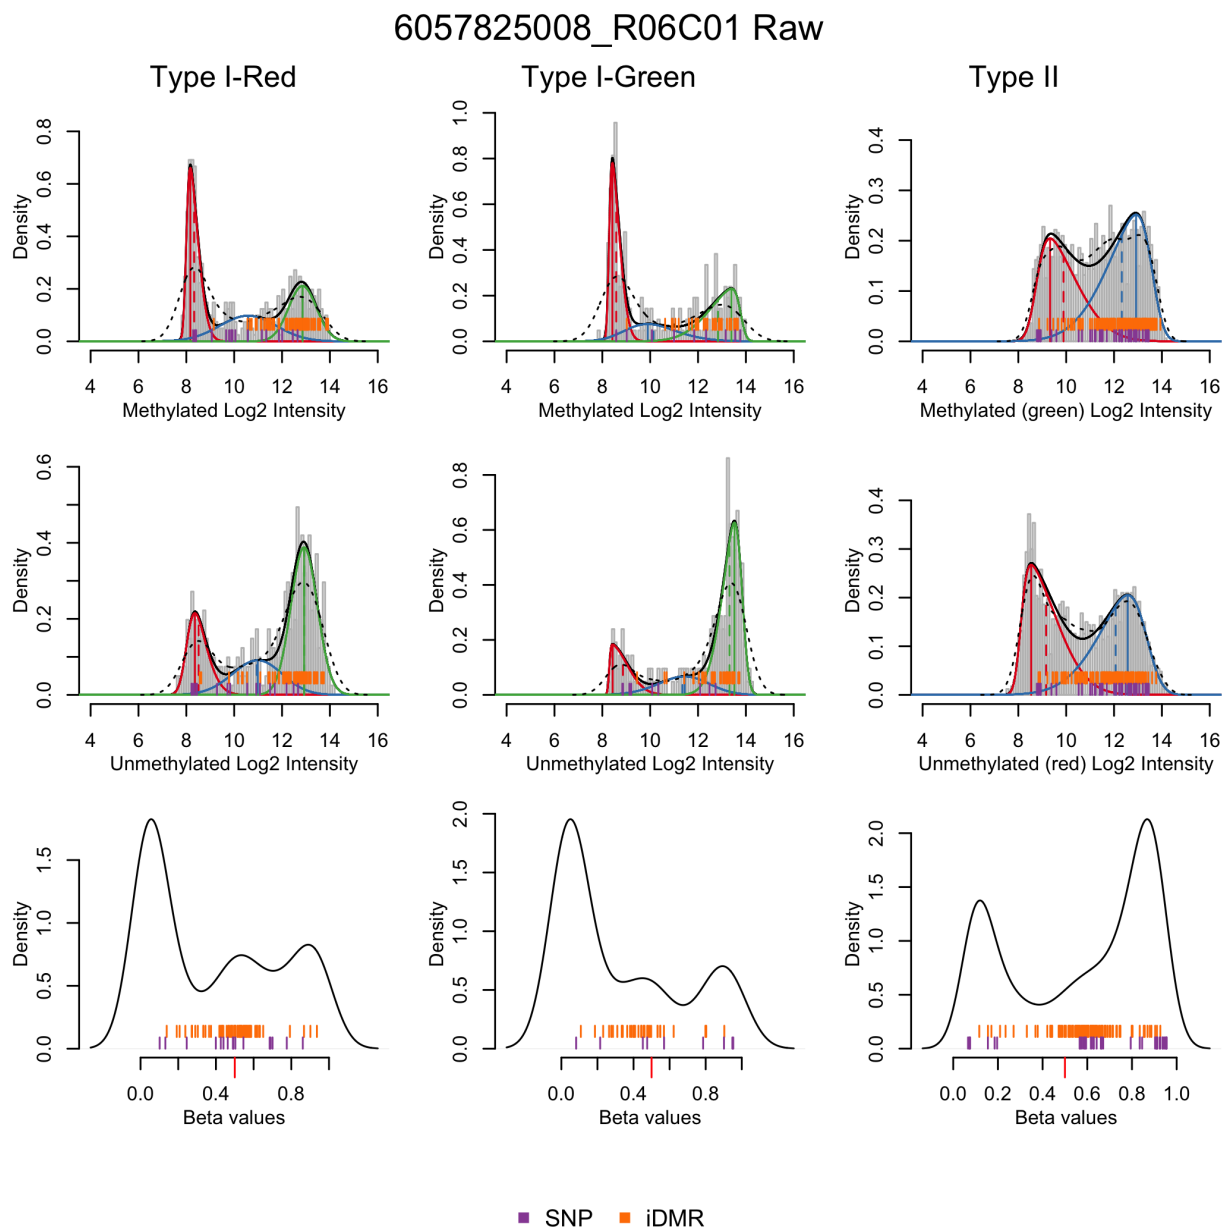 6057825008_R06C01 Raw
Type I-Red
Type I-Green
Type II
Density
0.0 0.2 0.4 0.6 0.8
4 6 8 10 12 14 16
Methylated Log2 Intensity
Density
0.0 0.2 0.4 0.6 0.8 1.0
4 6 8 10 12 14 16
Methylated Log2 Intensity
Density
0.0 0.1 0.2 0.3 0.4
4 6 8 10 12 14 16
Methylated (green) Log2 Intensity
Density
0.0 0.2 0.4 0.6
4 6 8 10 12 14 16
Unmethylated Log2 Intensity
Density
0.0 0.2 0.4 0.6 0.8
4 6 8 10 12 14 16
Unmethylated Log2 Intensity
Density
0.0 0.1 0.2 0.3 0.4
4 6 8 10 12 14 16
Unmethylated (red) Log2 Intensity
Density
0.0 0.5 1.0 1.5
0.0 0.4 0.8
Beta values
Density
0.0 0.5 1.0 1.5 2.0
0.0 0.4 0.8
Beta values
Density
0.0 0.5 1.0 1.5 2.0
0.0 0.2 0.4 0.6 0.8 1.0
Beta values
SNP iDMR